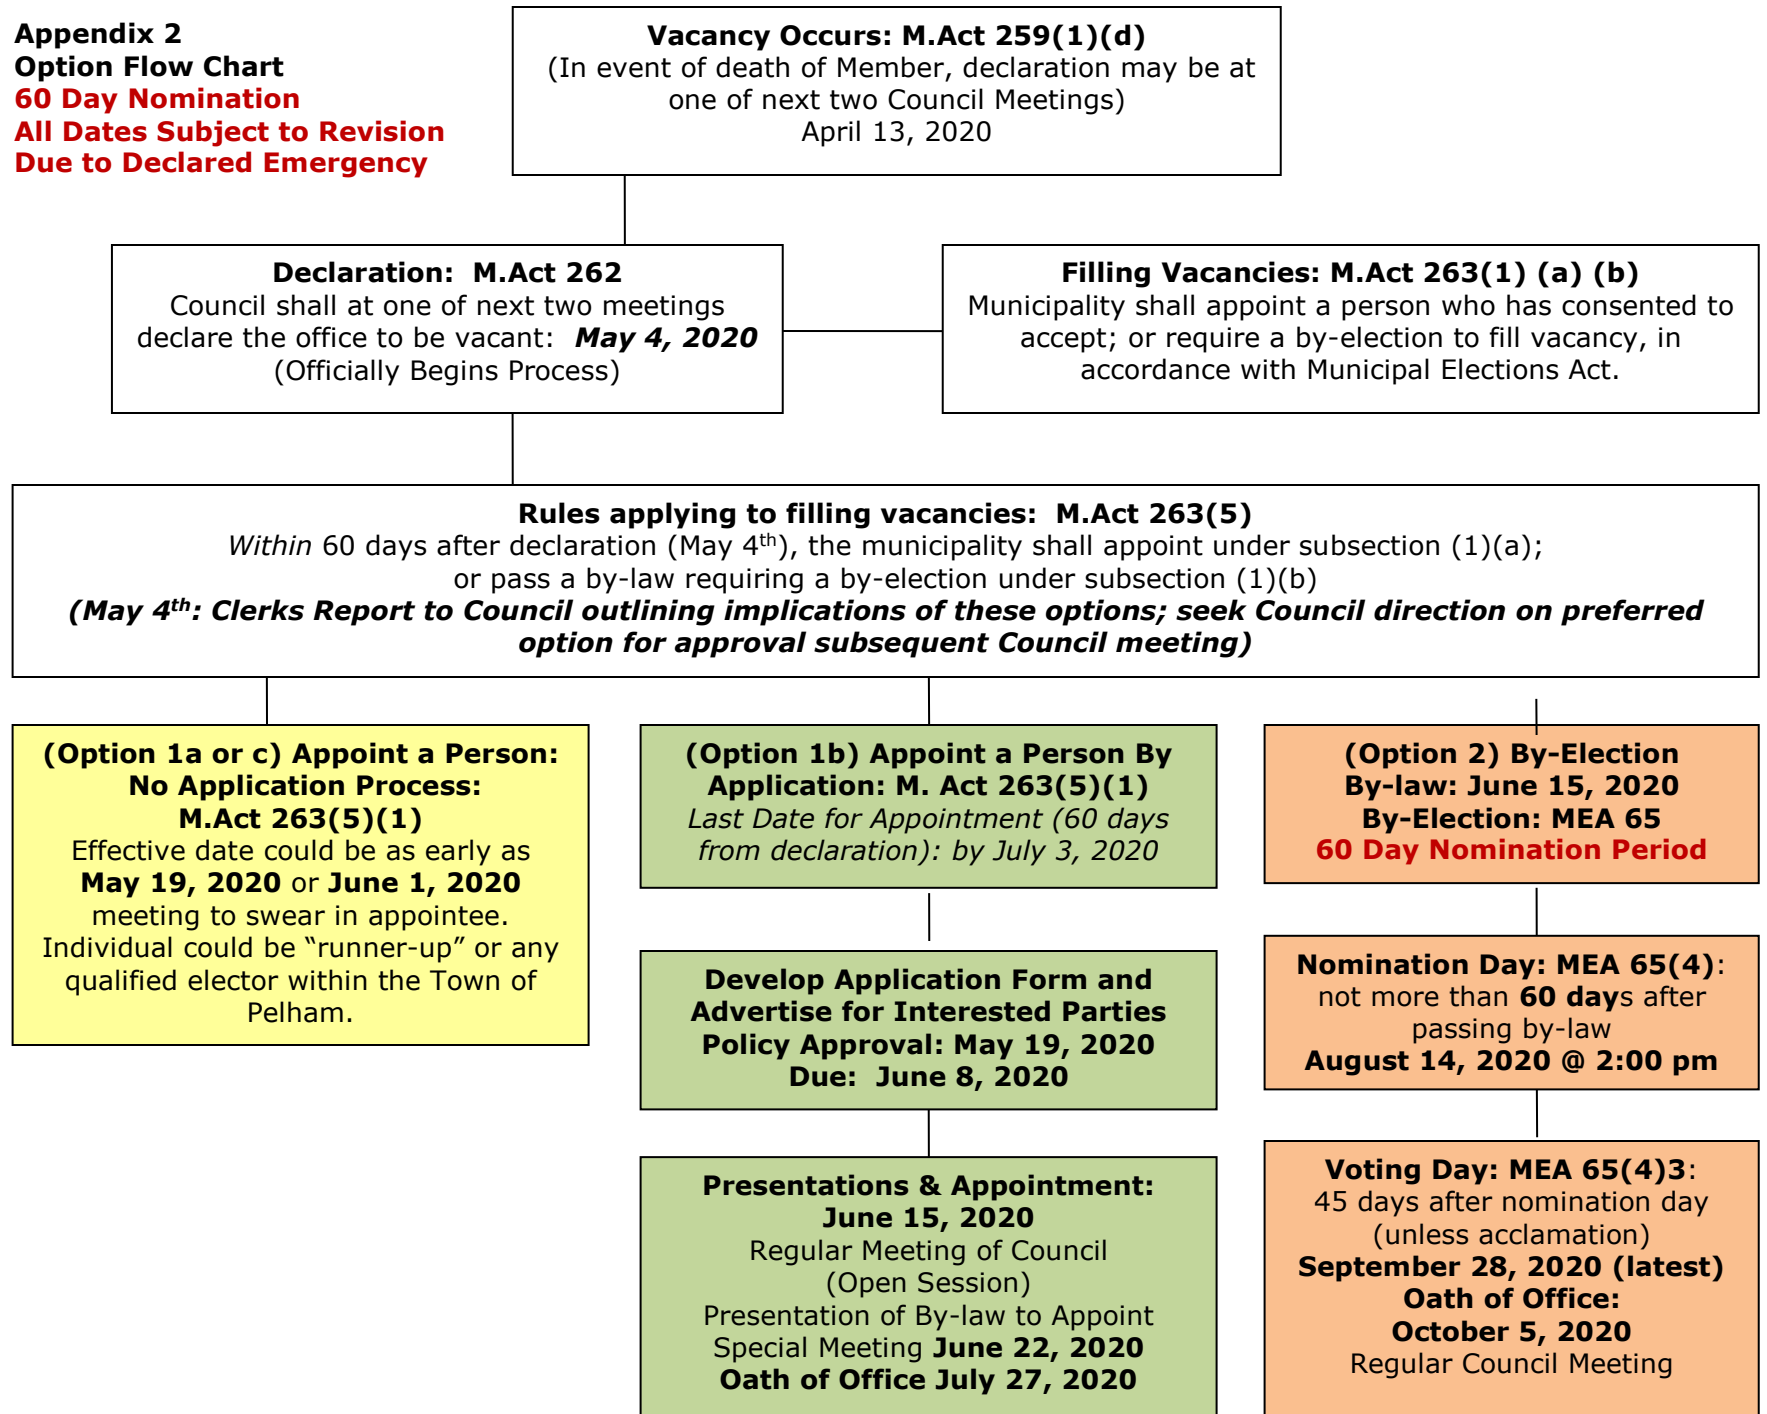 Appendix 2
Option Flow Chart
60 Day Nomination
All Dates Subject to Revision
Due to Declared Emergency
Vacancy Occurs: M.Act 259(1)(d)
(In event of death of Member, declaration may be at
one of next two Council Meetings)
April 13, 2020
Declaration:  M.Act 262
Council shall at one of next two meetings
declare the office to be vacant:  May 4, 2020
(Officially Begins Process)
Filling Vacancies: M.Act 263(1) (a) (b)
Municipality shall appoint a person who has consented to
accept; or require a by-election to fill vacancy, in
accordance with Municipal Elections Act.
Rules applying to filling vacancies:  M.Act 263(5)
Within 60 days after declaration (May 4th), the municipality shall appoint under subsection (1)(a);
or pass a by-law requiring a by-election under subsection (1)(b)
(May 4th: Clerks Report to Council outlining implications of these options; seek Council direction on preferred
option for approval subsequent Council meeting)
(Option 1a or c) Appoint a Person:
No Application Process:
M.Act 263(5)(1)
Effective date could be as early as
May 19, 2020 or June 1, 2020
meeting to swear in appointee.
Individual could be “runner-up” or any
qualified elector within the Town of
Pelham.
(Option 1b) Appoint a Person By
Application: M. Act 263(5)(1)
Last Date for Appointment (60 days
from declaration): by July 3, 2020
Develop Application Form and
Advertise for Interested Parties
Policy Approval: May 19, 2020
Due:  June 8, 2020
Presentations & Appointment:
June 15, 2020
Regular Meeting of Council
(Open Session)
Presentation of By-law to Appoint
Special Meeting June 22, 2020
Oath of Office July 27, 2020
(Option 2) By-Election
By-law: June 15, 2020
By-Election: MEA 65
60 Day Nomination Period
Nomination Day: MEA 65(4):
not more than 60 days after
passing by-law
August 14, 2020 @ 2:00 pm
Voting Day: MEA 65(4)3:
45 days after nomination day
(unless acclamation)
September 28, 2020 (latest)
Oath of Office:
October 5, 2020
Regular Council Meeting